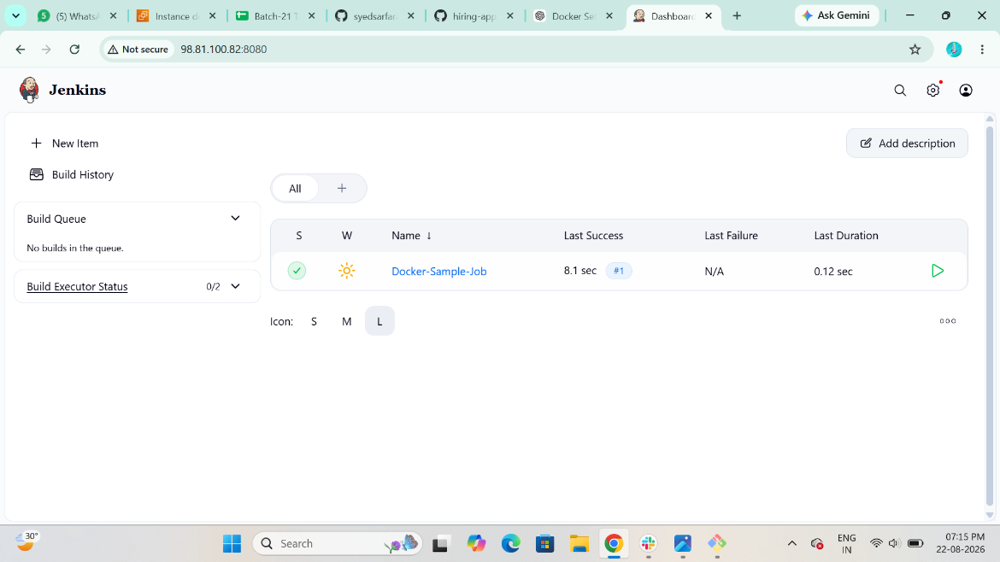 (5) WhatsA
Instance d
Batch-21 T
syedsarfar
hiring-app
Docker Se
Dashboard
Ask Gemini
Not secure
98.81.100.82:8080
Jenkins
New Item
Add description
Build History
All
Build Queue
S W Name ↓ Last Success Last Failure Last Duration
No builds in the queue.
Docker-Sample-Job 8.1 sec #1 N/A 0.12 sec
Build Executor Status 0/2
Icon: S M L
30°
Search
ENG
IN
07:15 PM
22-08-2026